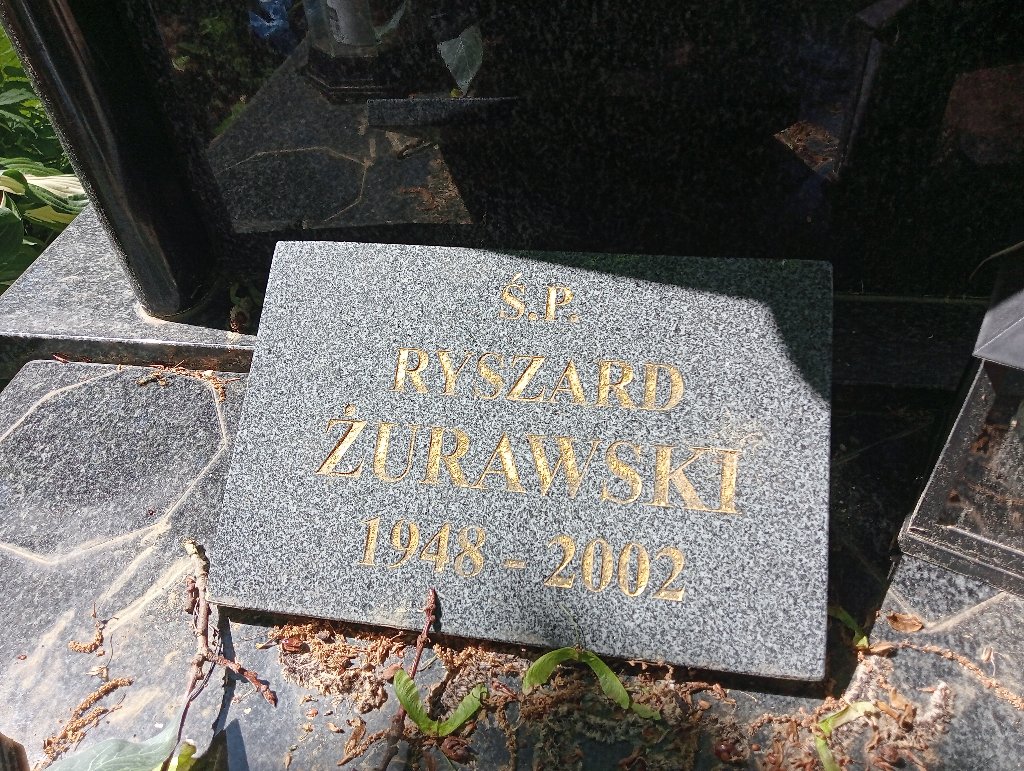 Ś.P.
RYSZARD
ŻURAWSKI
1948 - 2002